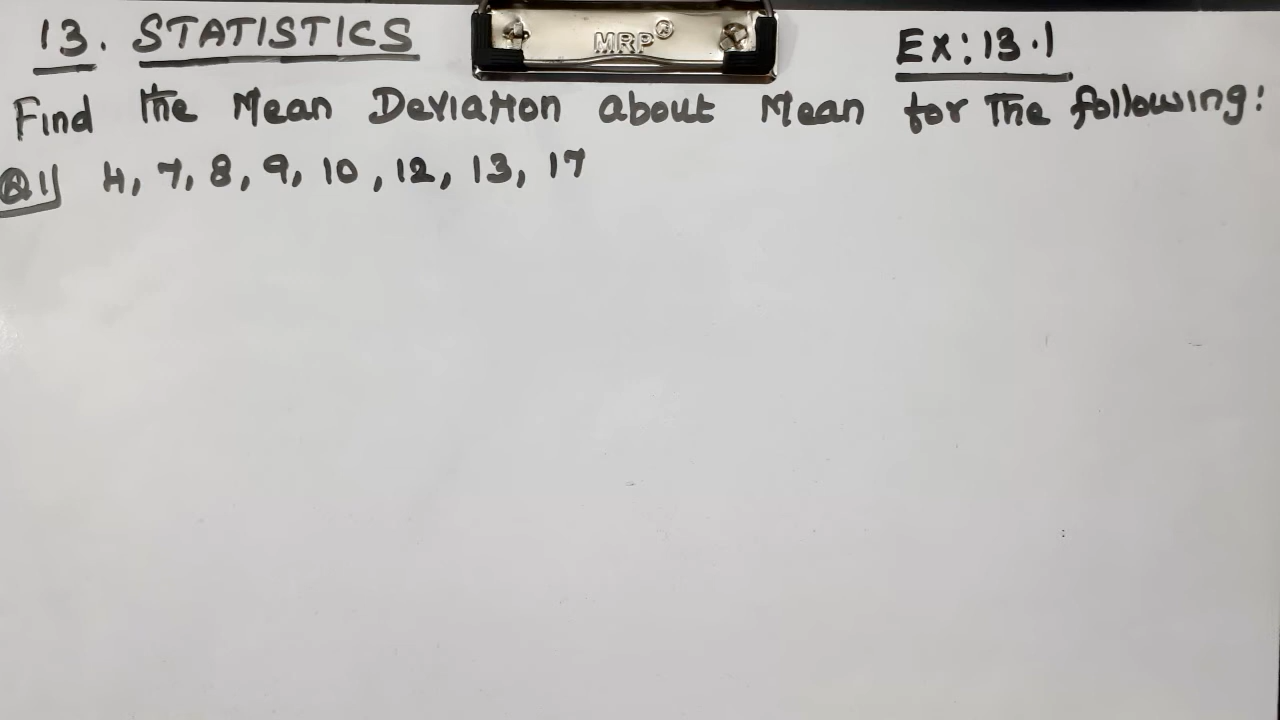 13. STATISTICS
MRP®
Ex: 13.1
Find the Mean Deviation about Mean for The following:
Q1) 4, 7, 8, 9, 10, 12, 13, 17